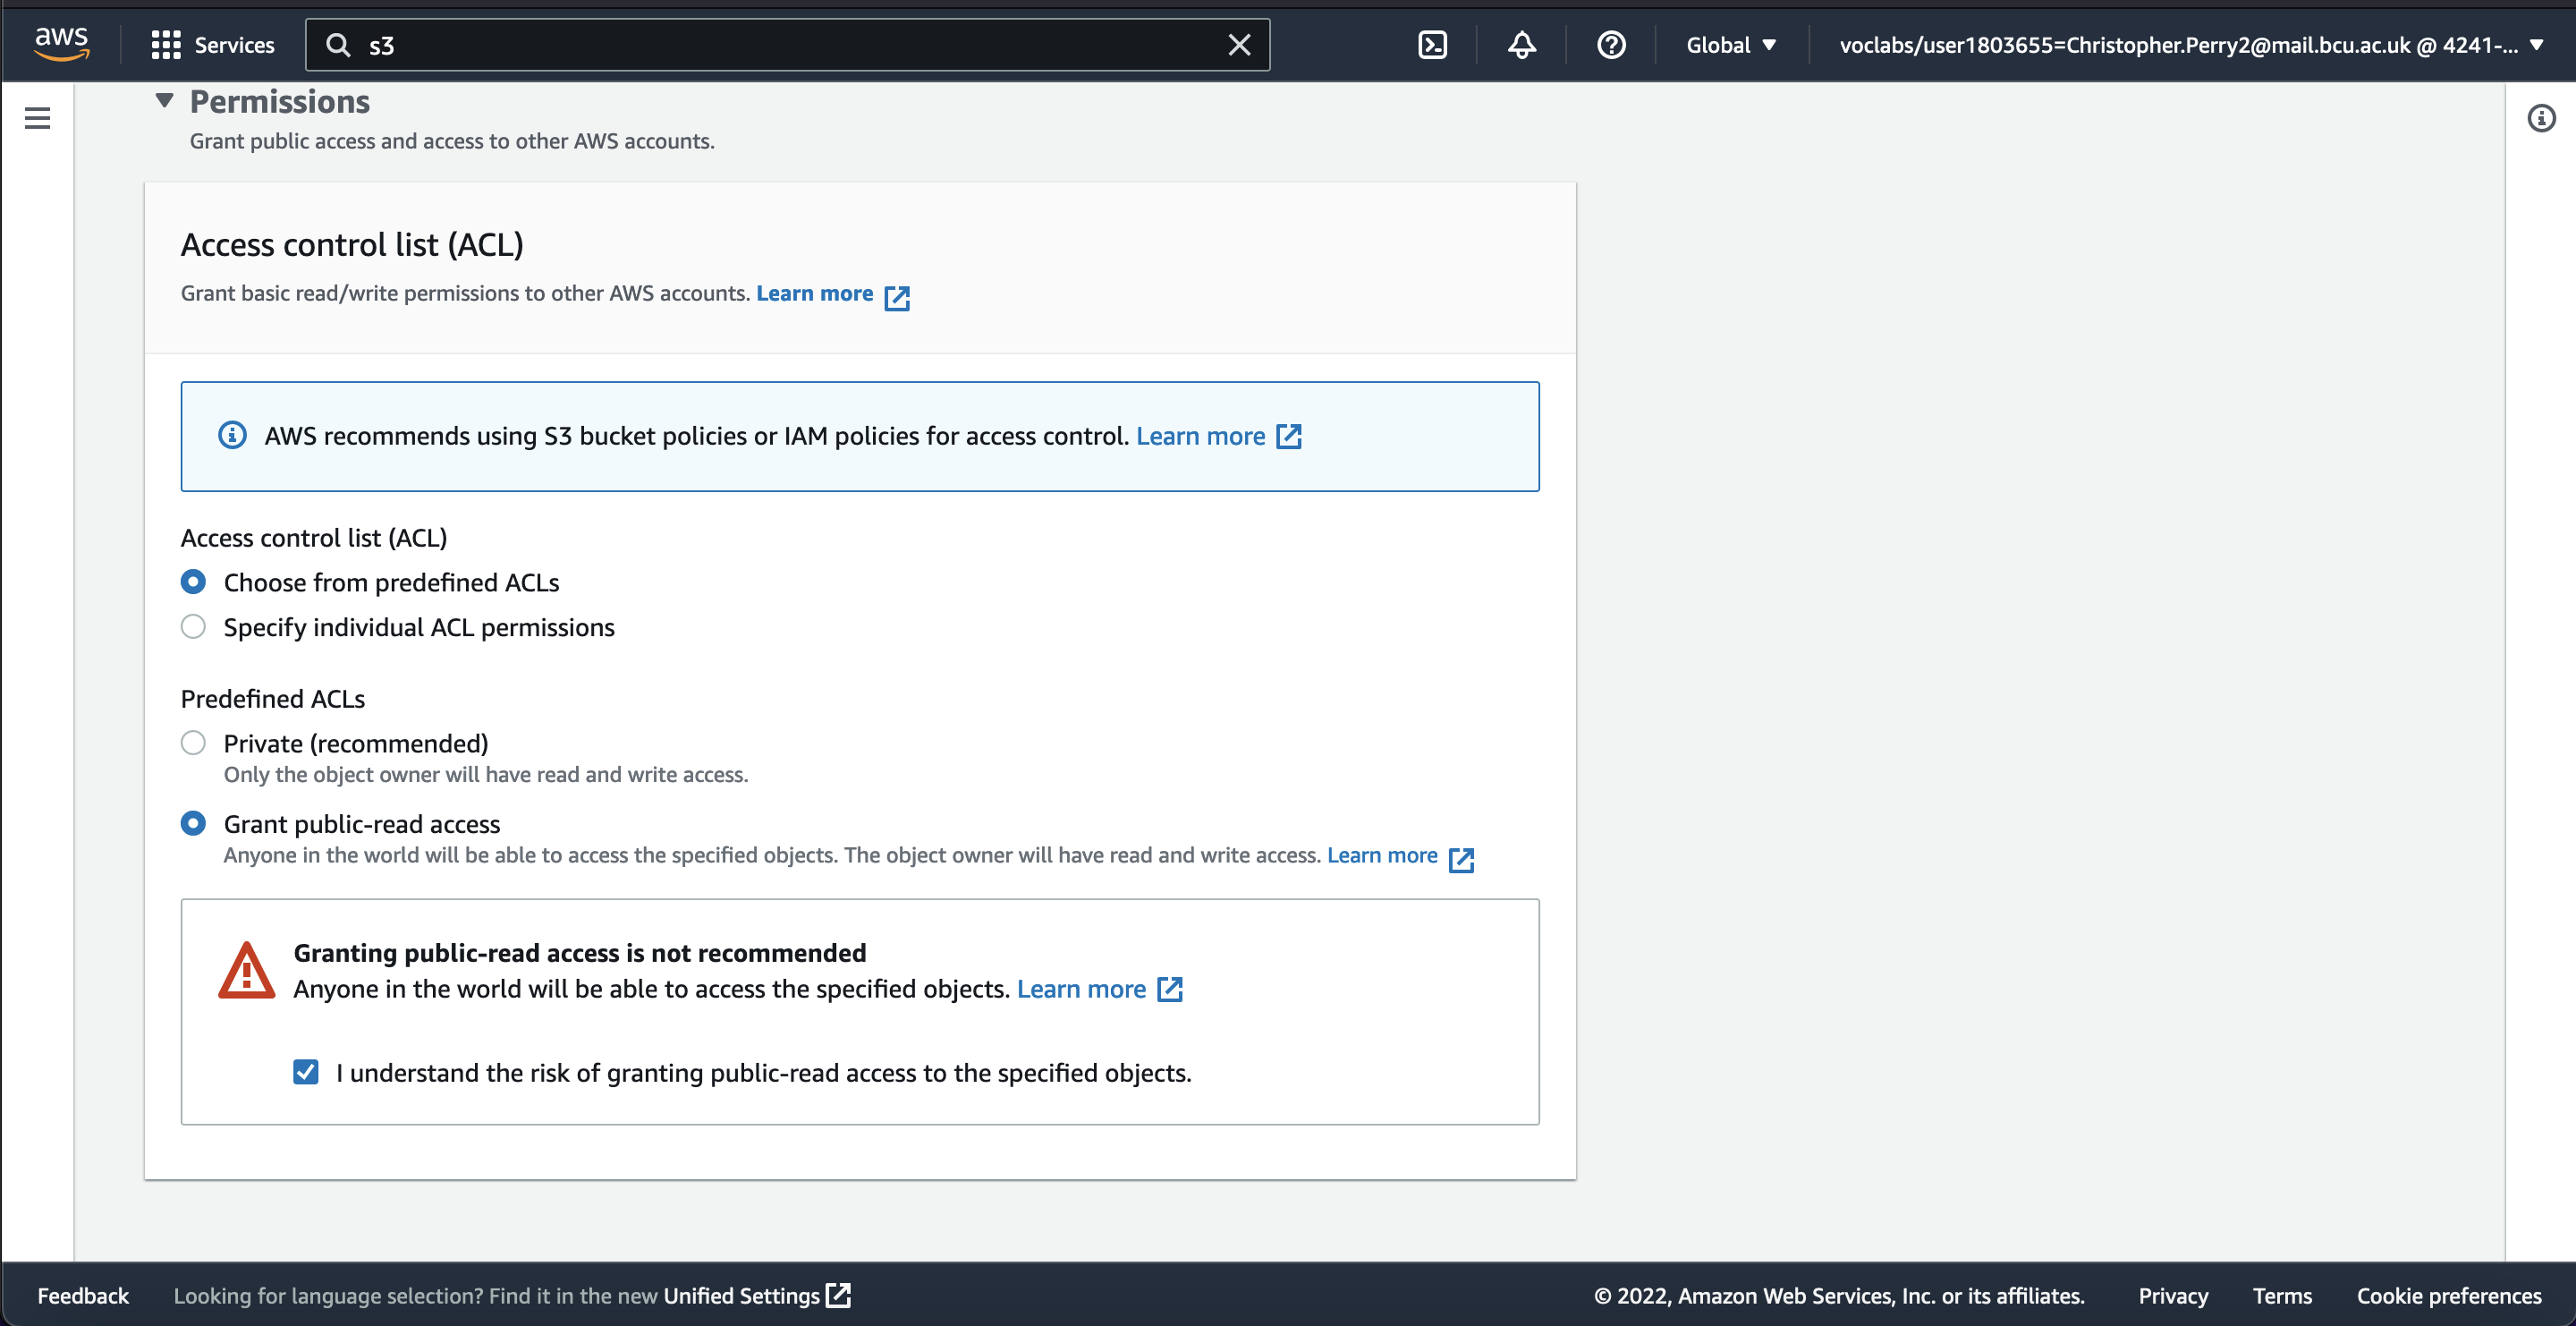 aws Services s3 Global voclabs/user1803655=Christopher.Perry2@mail.bcu.ac.uk @ 4241-...
Permissions
Grant public access and access to other AWS accounts.
Access control list (ACL)
Grant basic read/write permissions to other AWS accounts. Learn more
AWS recommends using S3 bucket policies or IAM policies for access control. Learn more
Access control list (ACL)
Choose from predefined ACLs
Specify individual ACL permissions
Predefined ACLs
Private (recommended)
Only the object owner will have read and write access.
Grant public-read access
Anyone in the world will be able to access the specified objects. The object owner will have read and write access. Learn more
Granting public-read access is not recommended
Anyone in the world will be able to access the specified objects. Learn more
I understand the risk of granting public-read access to the specified objects.
Feedback Looking for language selection? Find it in the new Unified Settings © 2022, Amazon Web Services, Inc. or its affiliates. Privacy Terms Cookie preferences